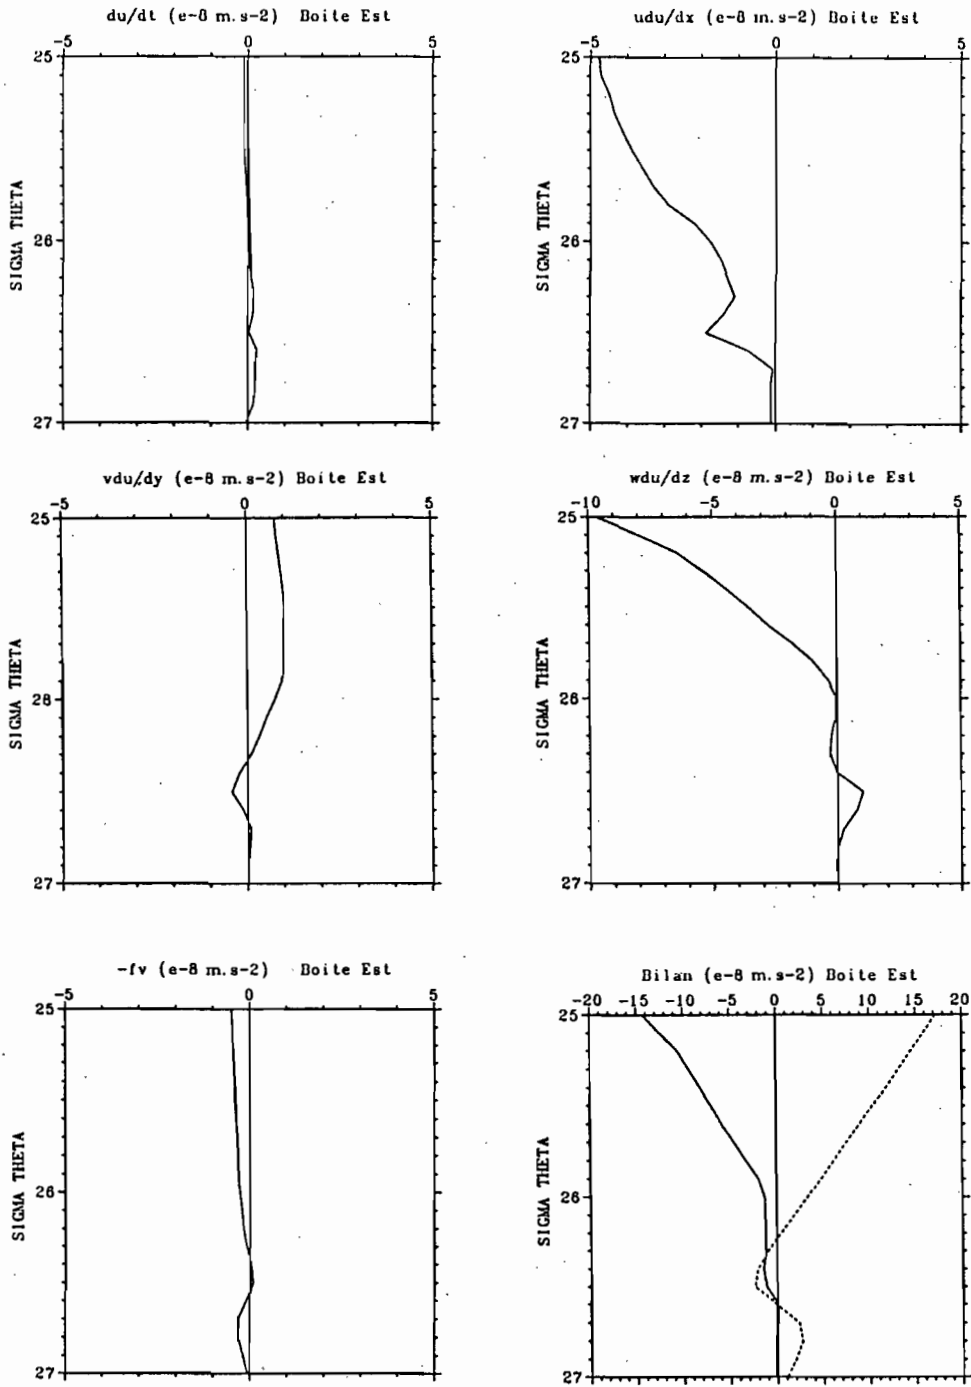 du/dt (e-8 m.s-2) Boite Est
-5 0 5
25
26
27
SIGMA THETA
udu/dx (e-8 m.s-2) Boite Est
-5 0 5
25
26
27
SIGMA THETA
vdu/dy (e-8 m.s-2) Boite Est
-5 0 5
25
28
27
SIGMA THETA
wdu/dz (e-8 m.s-2) Boite Est
-10 -5 0 5
25
26
27
SIGMA THETA
-fv (e-8 m.s-2) Boite Est
-5 0 5
25
26
27
SIGMA THETA
Bilan (e-8 m.s-2) Boite Est
-20 -15 -10 -5 0 5 10 15 20
25
26
27
SIGMA THETA